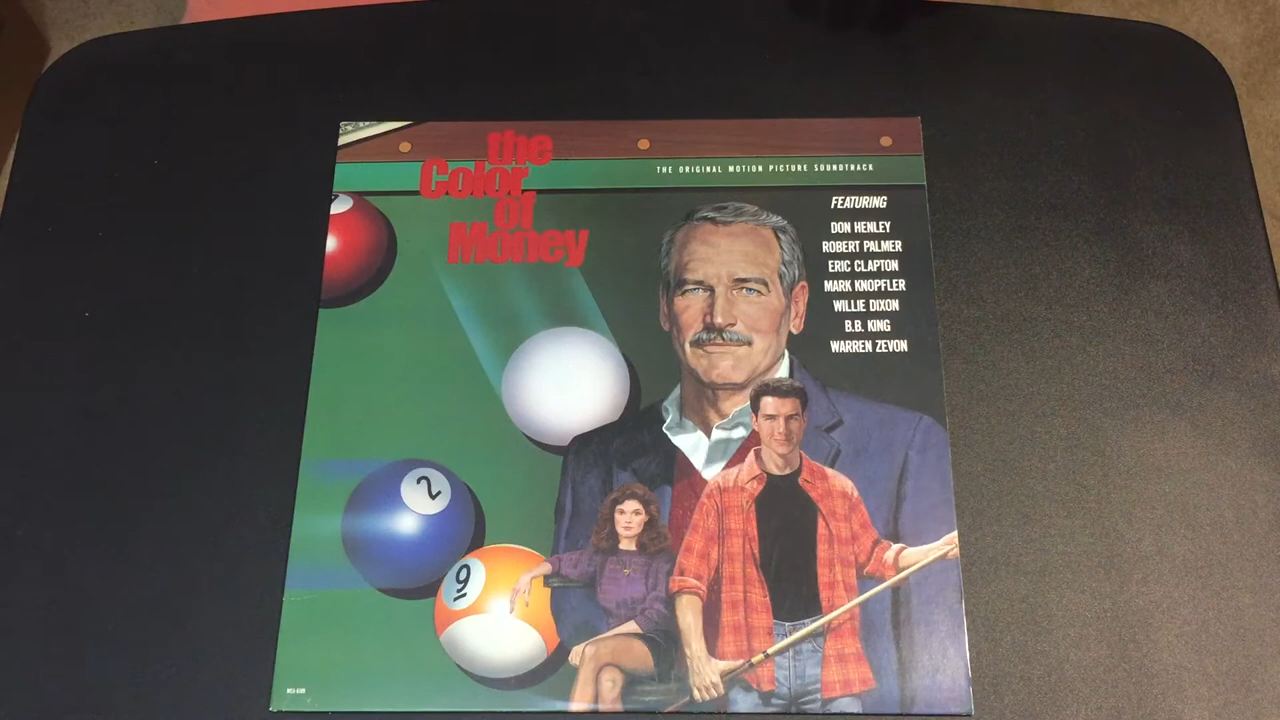 the
Color
of
Money
THE ORIGINAL MOTION PICTURE SOUNDTRACK
FEATURING
DON HENLEY
ROBERT PALMER
ERIC CLAPTON
MARK KNOPFLER
WILLIE DIXON
B.B. KING
WARREN ZEVON
2
9